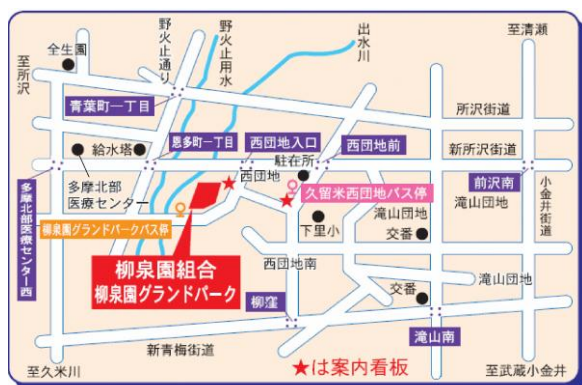 至清瀬
全生園
野火止通り
野火止用水
出水川
至所沢
青葉町一丁目
所沢街道
給水塔
恩多町一丁目
西団地入口
駐在所
西団地前
新所沢街道
西団地
多摩北部
医療センター
久留米西団地バス停
前沢南
小金井街道
多摩北部医療センター西
柳泉園グランドパークバス停
下里小
滝山団地
交番
滝山団地
柳泉園組合
柳泉園グランドパーク
西団地南
滝山団地
交番
柳窪
滝山南
新青梅街道
★は案内看板
至久米川
至武蔵小金井